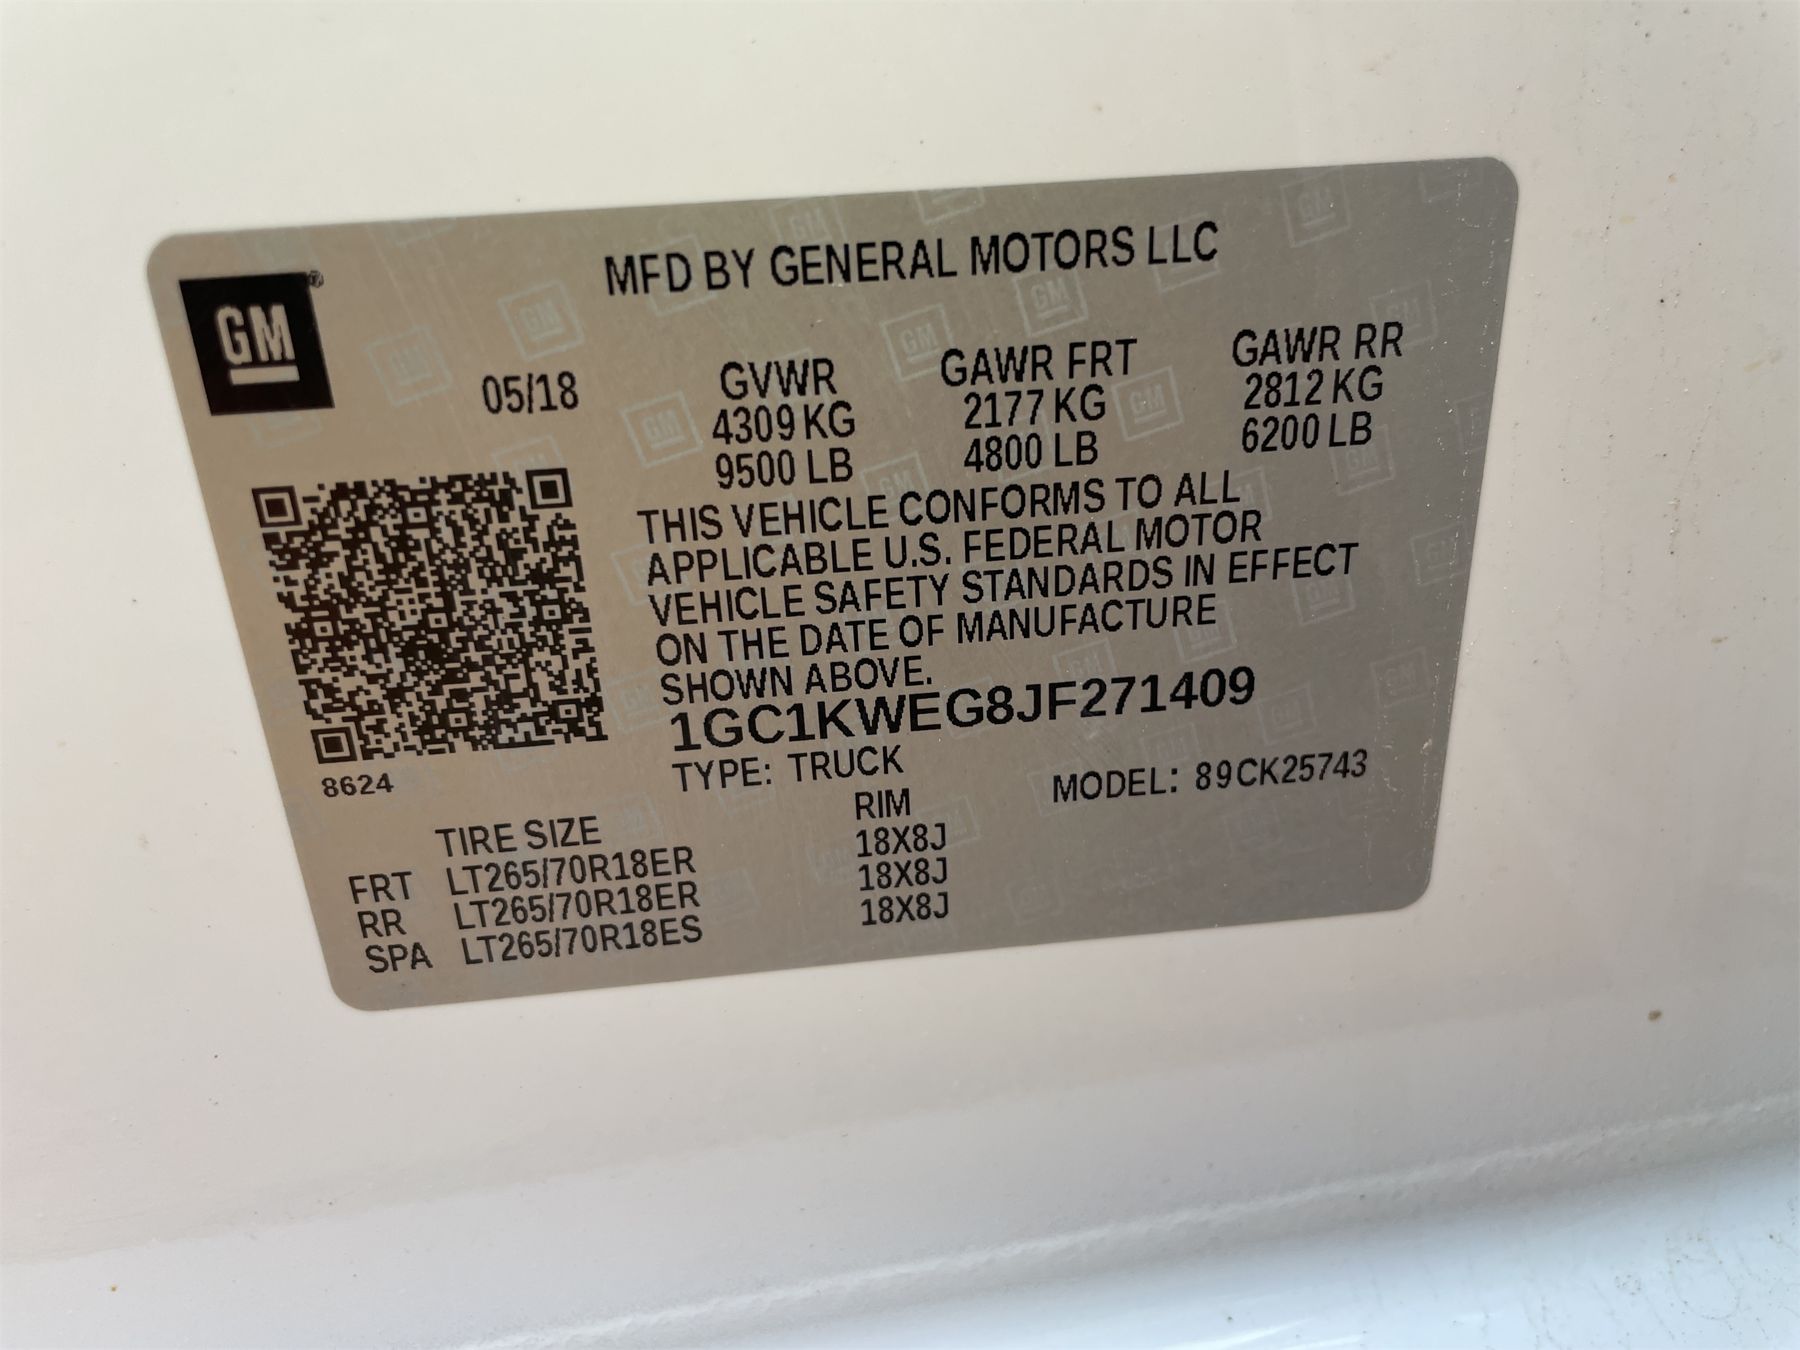 MFD BY GENERAL MOTORS LLC
GM®
05/18 GVWR GAWR FRT GAWR RR
4309 KG 2177 KG 2812 KG
9500 LB 4800 LB 6200 LB
THIS VEHICLE CONFORMS TO ALL
APPLICABLE U.S. FEDERAL MOTOR
VEHICLE SAFETY STANDARDS IN EFFECT
ON THE DATE OF MANUFACTURE
SHOWN ABOVE.
1GC1KWEG8JF271409
8624
TYPE: TRUCK MODEL: 89CK25743
TIRE SIZE RIM
FRT LT265/70R18ER 18X8J
RR LT265/70R18ER 18X8J
SPA LT265/70R18ES 18X8J